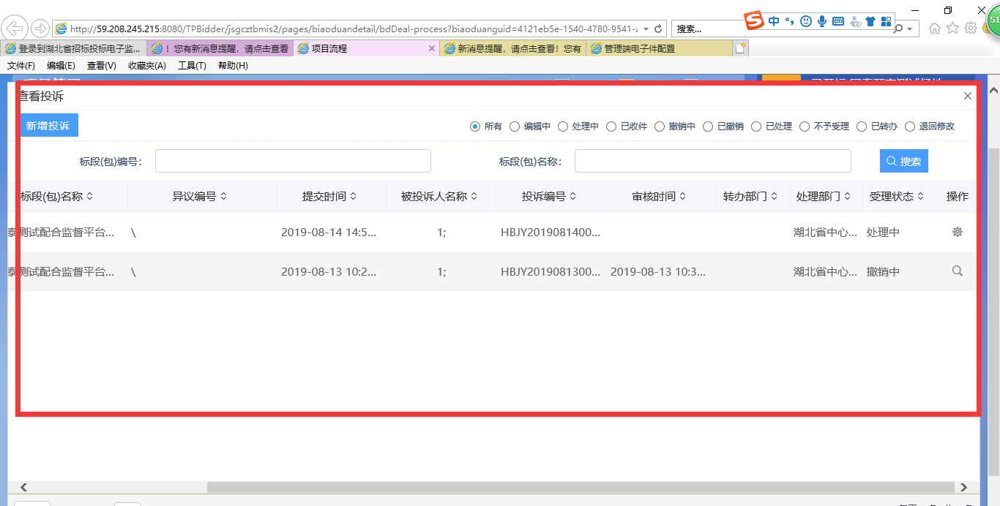 中
51
http://59.208.245.215:8080/TPBidder/jsgcztbmis2/pages/biaoduandetail/bdDeal-process?biaoduanguid=4121eb5e-1540-4780-9541-
搜索...
登录到湖北省招标投标电子监...
！您有新消息提醒，请点击查看
项目流程
新消息提醒，请点击查看！您有
管理端电子件配置
文件(F) 编辑(E) 查看(V) 收藏夹(A) 工具(T) 帮助(H)
查看投诉
新增投诉
所有 编辑中 处理中 已收件 撤销中 已撤销 已处理 不予受理 已转办 退回修改
标段(包)编号：
标段(包)名称：
搜索
标段(包)名称 异议编号 提交时间 被投诉人名称 投诉编号 审核时间 转办部门 处理部门 受理状态 操作
泰测试配合监督平台... \ 2019-08-14 14:5... 1; HBJY2019081400... 湖北省中心... 处理中
泰测试配合监督平台... \ 2019-08-13 10:2... 1; HBJY2019081300... 2019-08-13 10:3... 湖北省中心... 撤销中